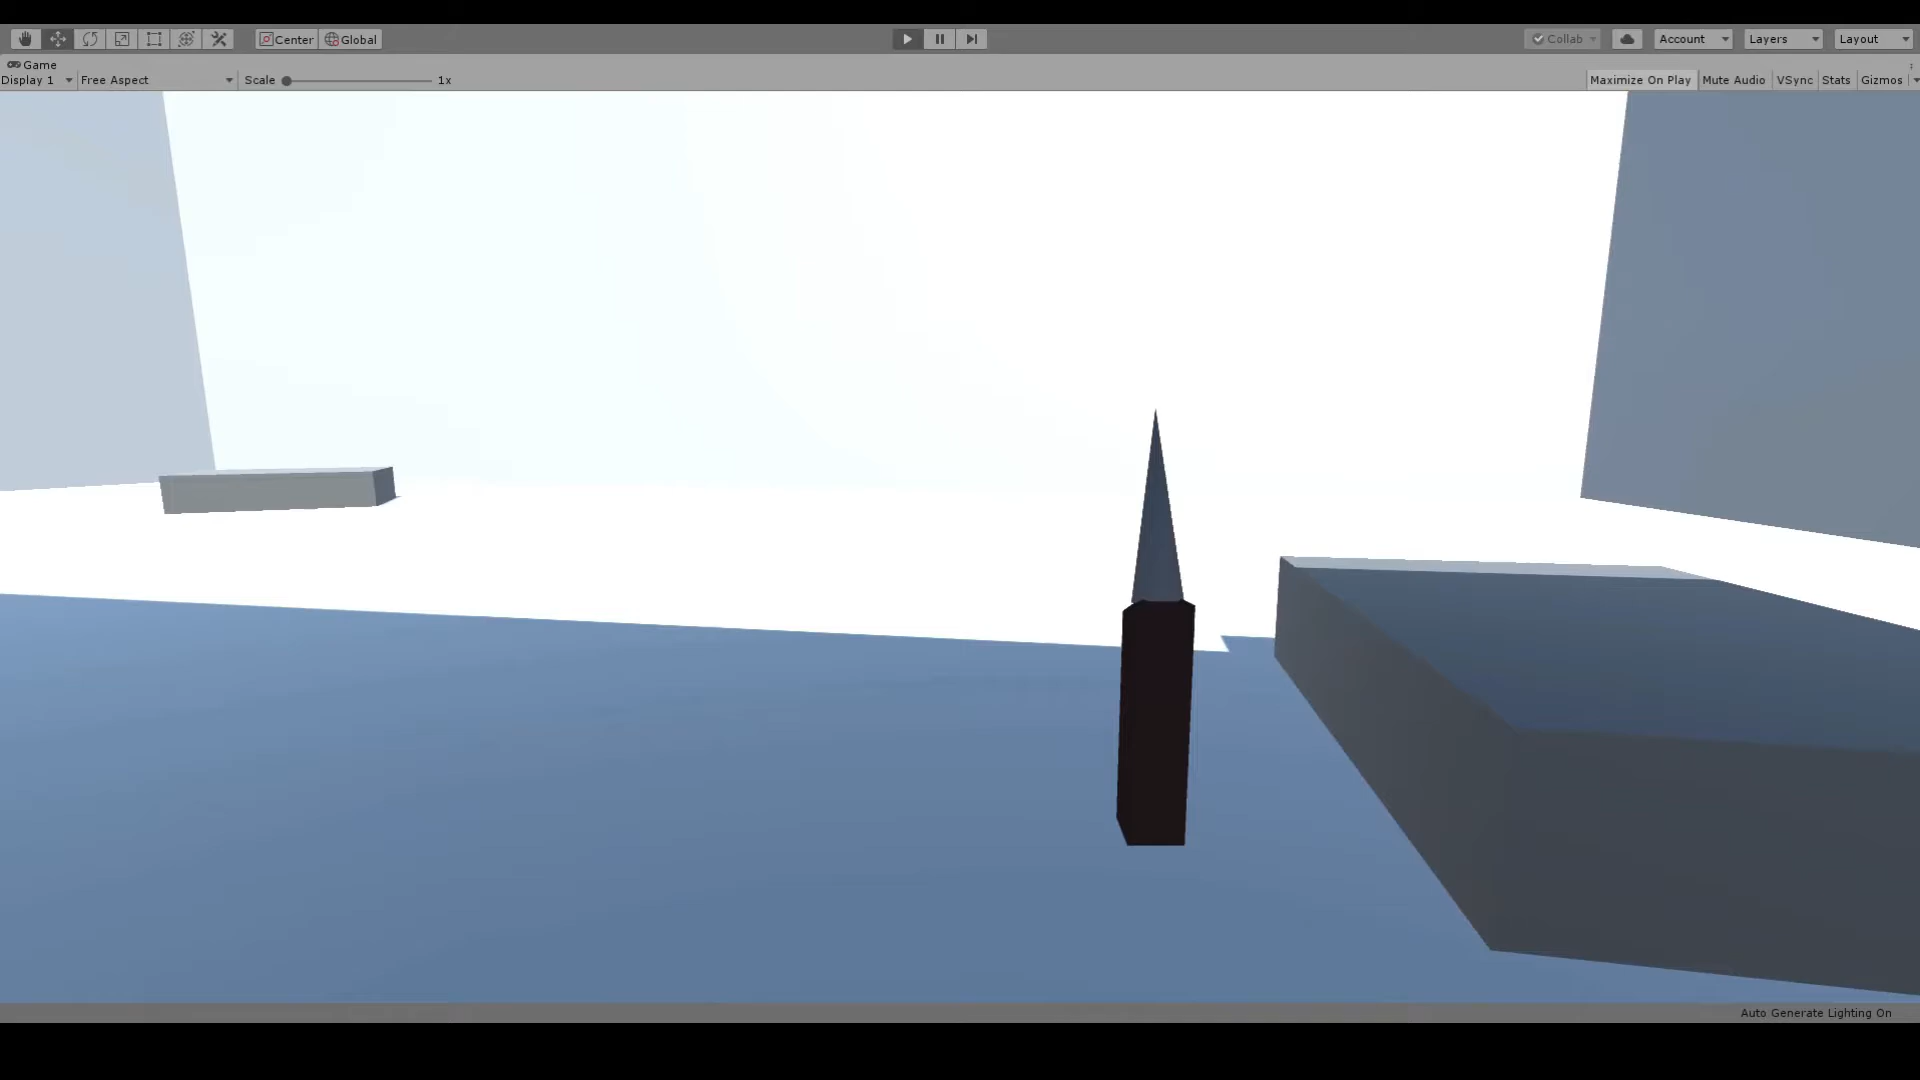 Center Global Collab Account Layers Layout
Game
Display 1 Free Aspect Scale 1x Maximize On Play Mute Audio VSync Stats Gizmos
Auto Generate Lighting On